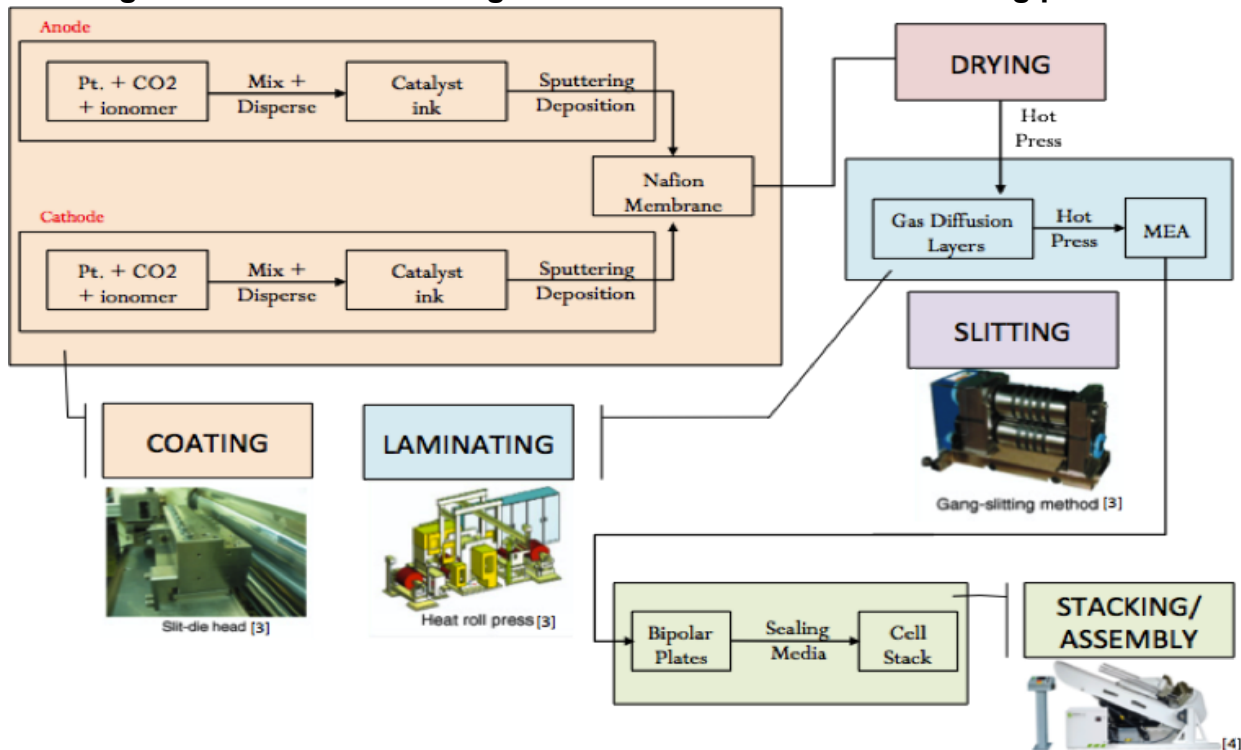 Anode
Pt. + CO2
+ ionomer
Mix +
Disperse
Catalyst
ink
Sputtering
Deposition
Nafion
Membrane
Cathode
Pt. + CO2
+ ionomer
Mix +
Disperse
Catalyst
ink
Sputtering
Deposition
DRYING
Hot
Press
Gas Diffusion
Layers
Hot
Press
MEA
SLITTING
Gang-slitting method [3]
COATING
Slit-die head [3]
LAMINATING
Heat roll press [3]
Bipolar
Plates
Sealing
Media
Cell
Stack
STACKING/
ASSEMBLY
[4]